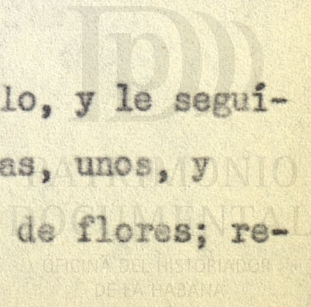 lo, y le seguí-
as, unos, y
de flores; re-
PATRIMONIO
DOCUMENTAL
OFICINA DEL HISTORIADOR
DE LA HABANA